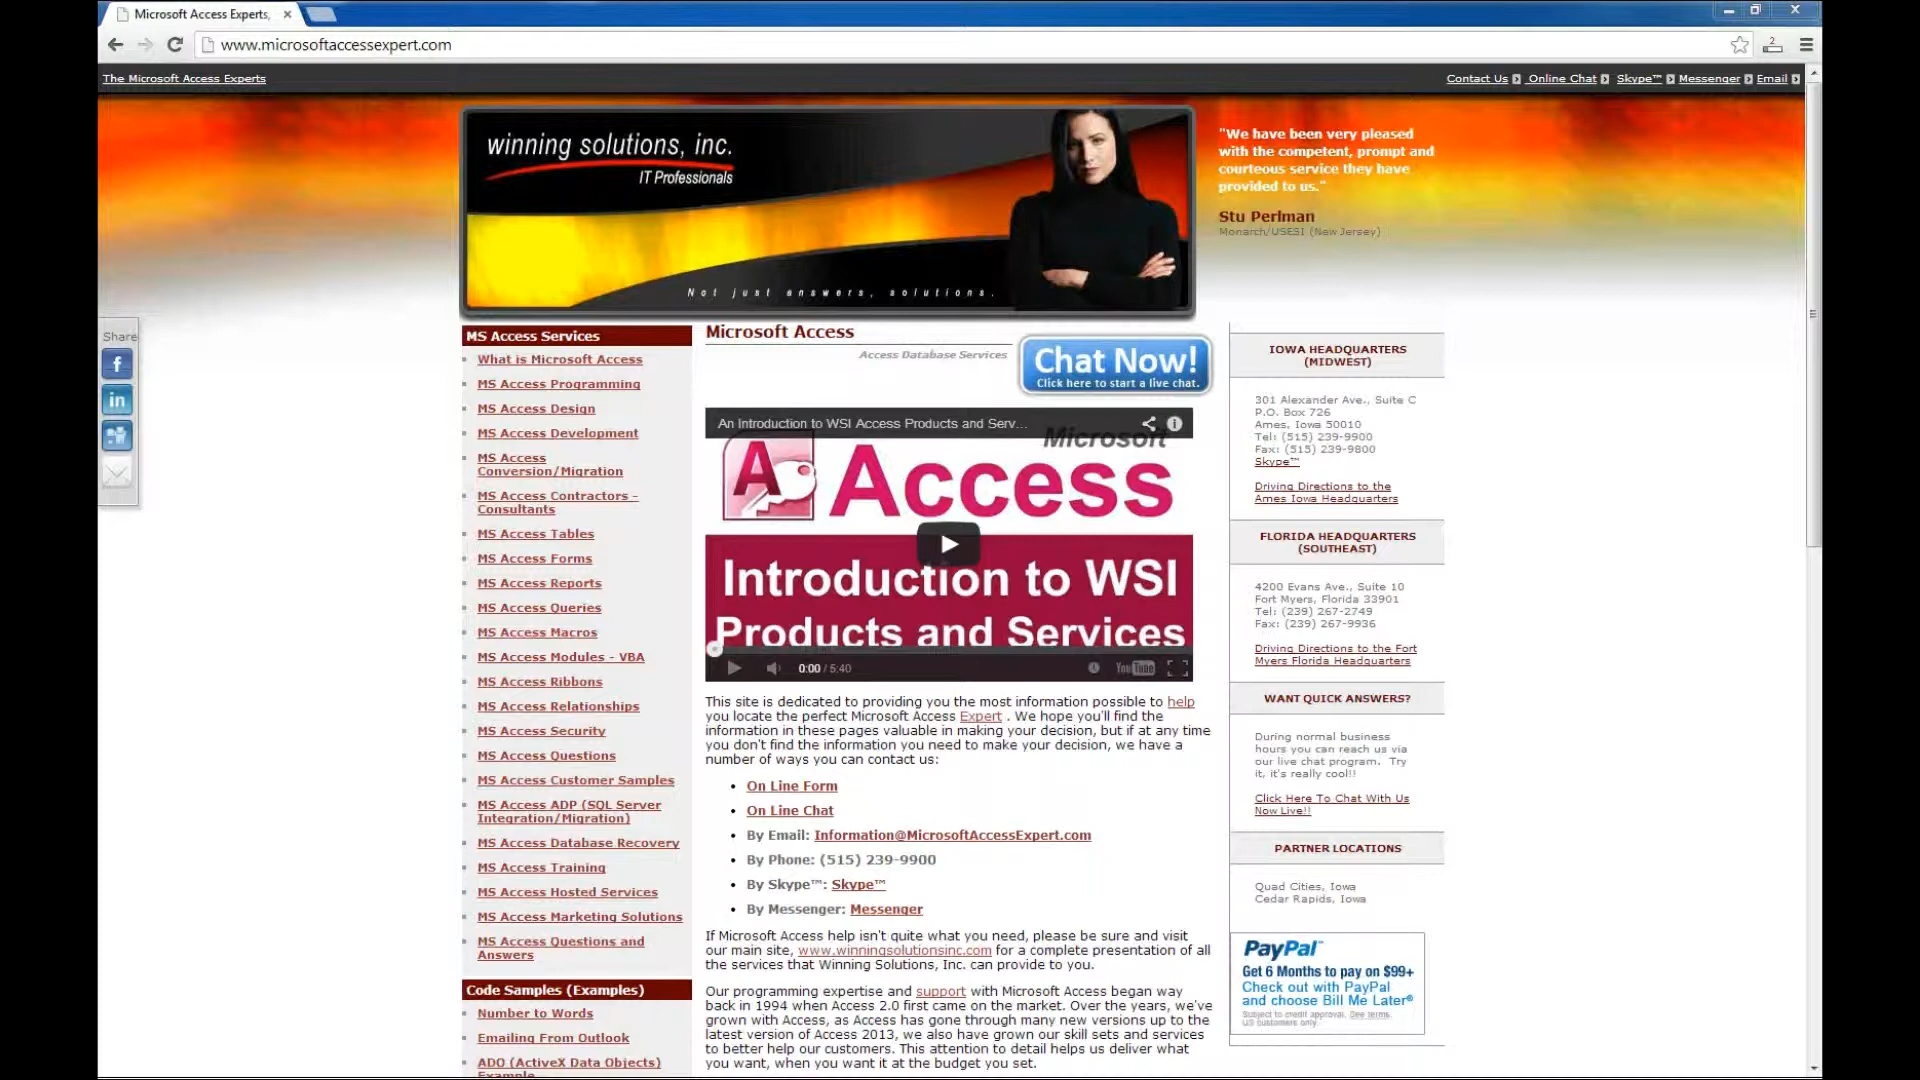 Microsoft Access Experts,
www.microsoftaccessexpert.com
2
The Microsoft Access Experts
Contact Us Online Chat Skype™ Messenger Email
winning solutions, inc.
IT Professionals
Not just answers, solutions.
"We have been very pleased
with the competent, prompt and
courteous service they have
provided to us."
Stu Perlman
Monarch/USESI (New Jersey)
Share
f
in
MS Access Services
What is Microsoft Access
MS Access Programming
MS Access Design
MS Access Development
MS Access
Conversion/Migration
MS Access Contractors -
Consultants
MS Access Tables
MS Access Forms
MS Access Reports
MS Access Queries
MS Access Macros
MS Access Modules - VBA
MS Access Ribbons
MS Access Relationships
MS Access Security
MS Access Questions
MS Access Customer Samples
MS Access ADP (SQL Server
Integration/Migration)
MS Access Database Recovery
MS Access Training
MS Access Hosted Services
MS Access Marketing Solutions
MS Access Questions and
Answers
Code Samples (Examples)
Number to Words
Emailing From Outlook
ADO (ActiveX Data Objects)
Example
Microsoft Access
Access Database Services
Chat Now!
Click here to start a live chat.
An Introduction to WSI Access Products and Serv...
Microsoft
A Access
Introduction to WSI
Products and Services
0:00 / 5:40
YouTube
This site is dedicated to providing you the most information possible to help
you locate the perfect Microsoft Access Expert . We hope you'll find the
information in these pages valuable in making your decision, but if at any time
you don't find the information you need to make your decision, we have a
number of ways you can contact us:
On Line Form
On Line Chat
By Email: Information@MicrosoftAccessExpert.com
By Phone: (515) 239-9900
By Skype™: Skype™
By Messenger: Messenger
If Microsoft Access help isn't quite what you need, please be sure and visit
our main site, www.winningsolutionsinc.com for a complete presentation of all
the services that Winning Solutions, Inc. can provide to you.
Our programming expertise and support with Microsoft Access began way
back in 1994 when Access 2.0 first came on the market. Over the years, we've
grown with Access, as Access has gone through many new versions up to the
latest version of Access 2013, we also have grown our skill sets and services
to better help our customers. This attention to detail helps us deliver what
you want, when you want it at the budget you set.
IOWA HEADQUARTERS
(MIDWEST)
301 Alexander Ave., Suite C
P.O. Box 726
Ames, Iowa 50010
Tel: (515) 239-9900
Fax: (515) 239-9800
Skype™
Driving Directions to the
Ames Iowa Headquarters
FLORIDA HEADQUARTERS
(SOUTHEAST)
4200 Evans Ave., Suite 10
Fort Myers, Florida 33901
Tel: (239) 267-2749
Fax: (239) 267-9936
Driving Directions to the Fort
Myers Florida Headquarters
WANT QUICK ANSWERS?
During normal business
hours you can reach us via
our live chat program. Try
it, it's really cool!!
Click Here To Chat With Us
Now Live!!
PARTNER LOCATIONS
Quad Cities, Iowa
Cedar Rapids, Iowa
PayPal™
Get 6 Months to pay on $99+
Check out with PayPal
and choose Bill Me Later®
Subject to credit approval. See terms.
US customers only.